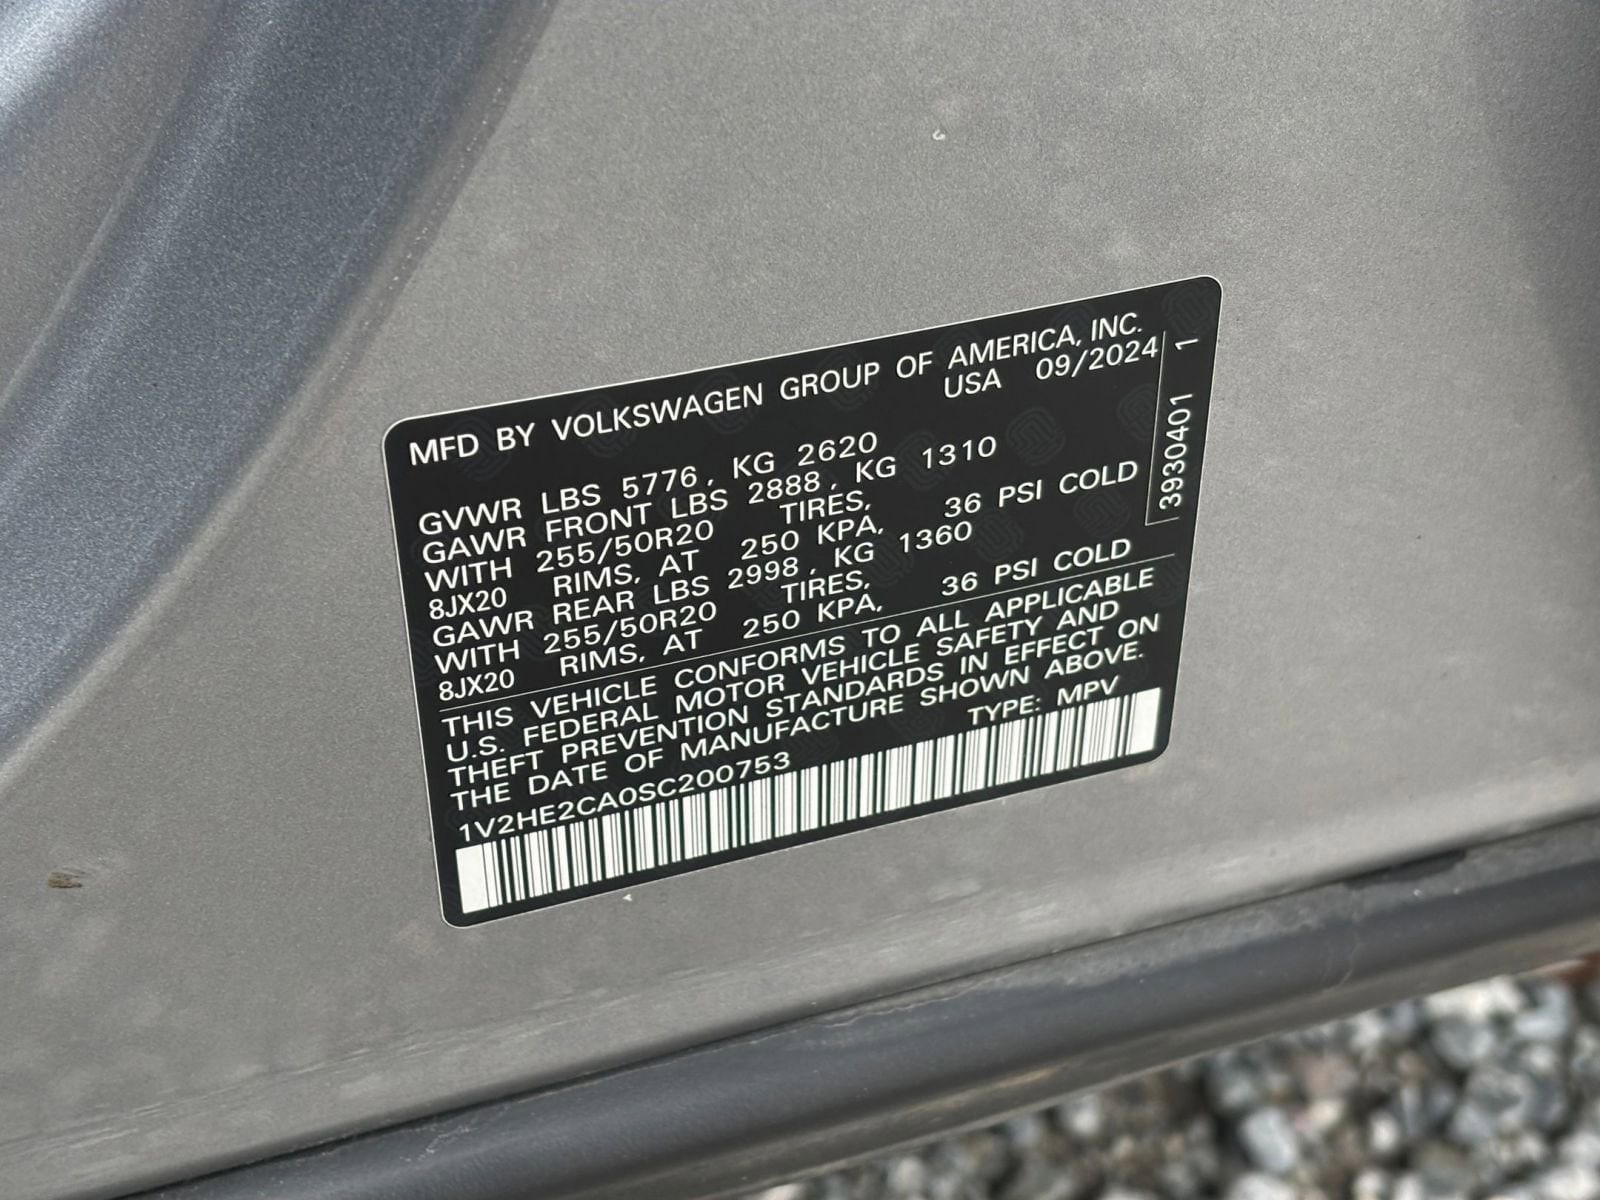 MFD BY VOLKSWAGEN GROUP OF AMERICA, INC.
USA 09/2024
GVWR LBS 5776, KG 2620
GAWR FRONT LBS 2888, KG 1310
WITH 255/50R20 TIRES,
8JX20 RIMS, AT 250 KPA, 36 PSI COLD
GAWR REAR LBS 2998, KG 1360
WITH 255/50R20 TIRES,
8JX20 RIMS, AT 250 KPA, 36 PSI COLD
3930401 1
THIS VEHICLE CONFORMS TO ALL APPLICABLE
U.S. FEDERAL MOTOR VEHICLE SAFETY AND
THEFT PREVENTION STANDARDS IN EFFECT ON
THE DATE OF MANUFACTURE SHOWN ABOVE.
1V2HE2CA0SC200753 TYPE: MPV